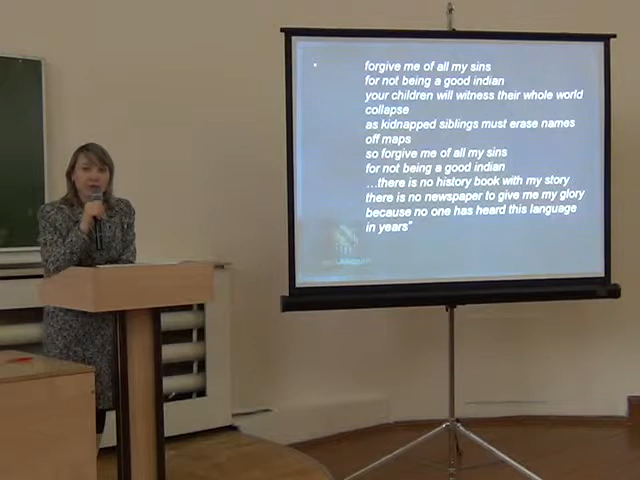 forgive me of all my sins
for not being a good indian
your children will witness their whole world
collapse
as kidnapped siblings must erase names
off maps
so forgive me of all my sins
for not being a good indian
…there is no history book with my story
there is no newspaper to give me my glory
because no one has heard this language
in years"